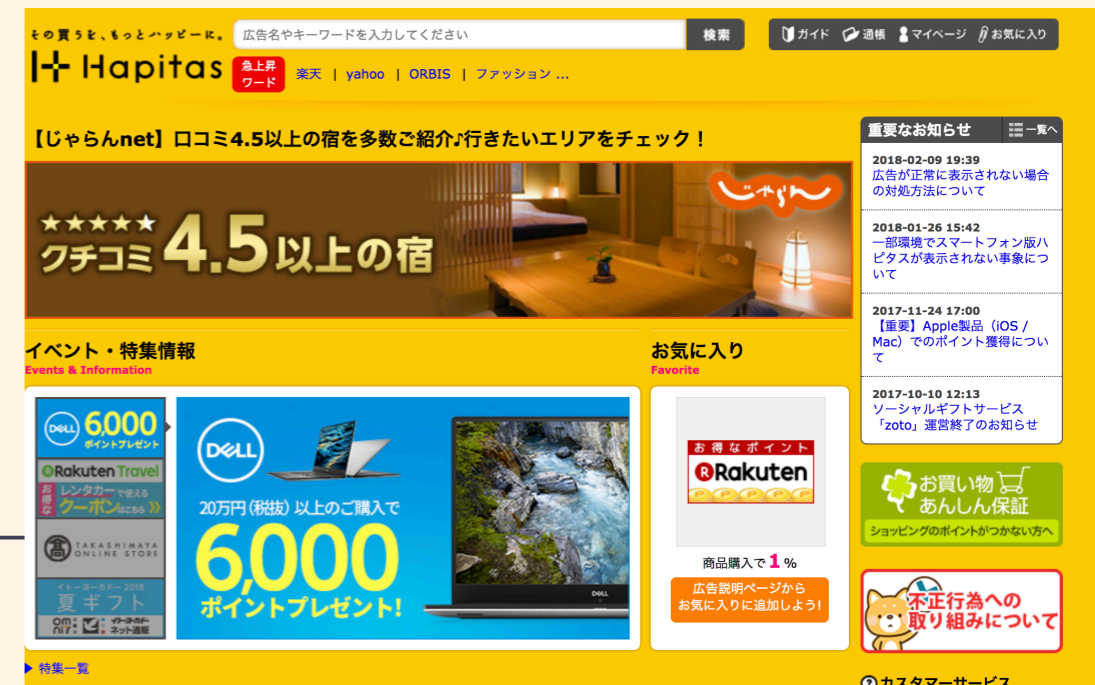 その買うを、もっとハッピーに。
Hapitas
広告名やキーワードを入力してください
検索
ガイド
通帳
マイページ
お気に入り
急上昇
ワード
楽天 | yahoo | ORBIS | ファッション ...
【じゃらんnet】口コミ4.5以上の宿を多数ご紹介♪行きたいエリアをチェック！
じゃらん
★★★★★
クチコミ4.5以上の宿
重要なお知らせ
一覧へ
2018-02-09 19:39
広告が正常に表示されない場合
の対処方法について
2018-01-26 15:42
一部環境でスマートフォン版ハ
ピタスが表示されない事象につ
いて
2017-11-24 17:00
【重要】Apple製品（iOS /
Mac）でのポイント獲得につい
て
2017-10-10 12:13
ソーシャルギフトサービス
「zoto」運営終了のお知らせ
イベント・特集情報
Events & Information
DELL
6,000
ポイントプレゼント
Rakuten Travel
お得な
レンタカーで使える
クーポンはこちら
髙
TAKASHIMAYA
ONLINE STORE
イトーヨーカドー 2018
夏ギフト
omni7
イトーヨーカドー
ネット通販
DELL
20万円(税抜)以上のご購入で
6,000
ポイントプレゼント!
DELL
特集一覧
お気に入り
Favorite
お得なポイント
R Rakuten
P P P P P
商品購入で1%
広告説明ページから
お気に入りに追加しよう!
お買い物
あんしん保証
ショッピングのポイントがつかない方へ
不正行為への
取り組みについて
カスタマーサービス